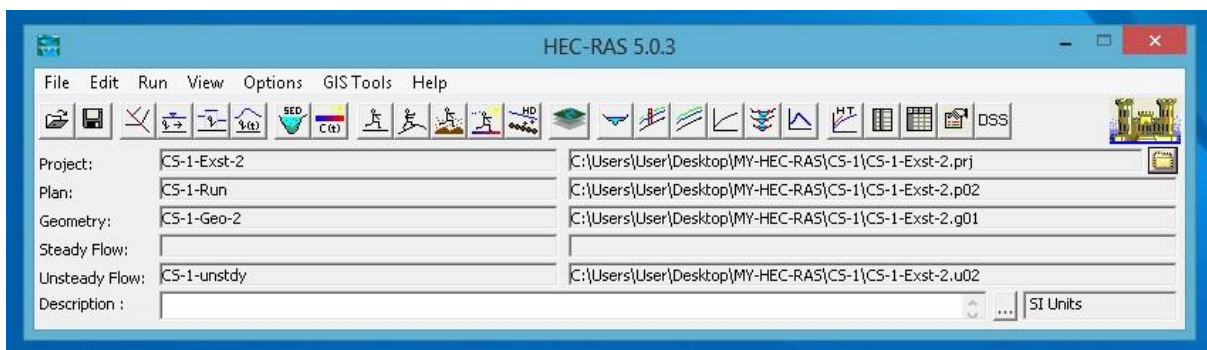 HEC-RAS 5.0.3
File Edit Run View Options GIS Tools Help
SED C(t) HD HT DSS
Project: CS-1-Exst-2 C:\Users\User\Desktop\MY-HEC-RAS\CS-1\CS-1-Exst-2.prj
Plan: CS-1-Run C:\Users\User\Desktop\MY-HEC-RAS\CS-1\CS-1-Exst-2.p02
Geometry: CS-1-Geo-2 C:\Users\User\Desktop\MY-HEC-RAS\CS-1\CS-1-Exst-2.g01
Steady Flow:
Unsteady Flow: CS-1-unstdy C:\Users\User\Desktop\MY-HEC-RAS\CS-1\CS-1-Exst-2.u02
Description : ... SI Units